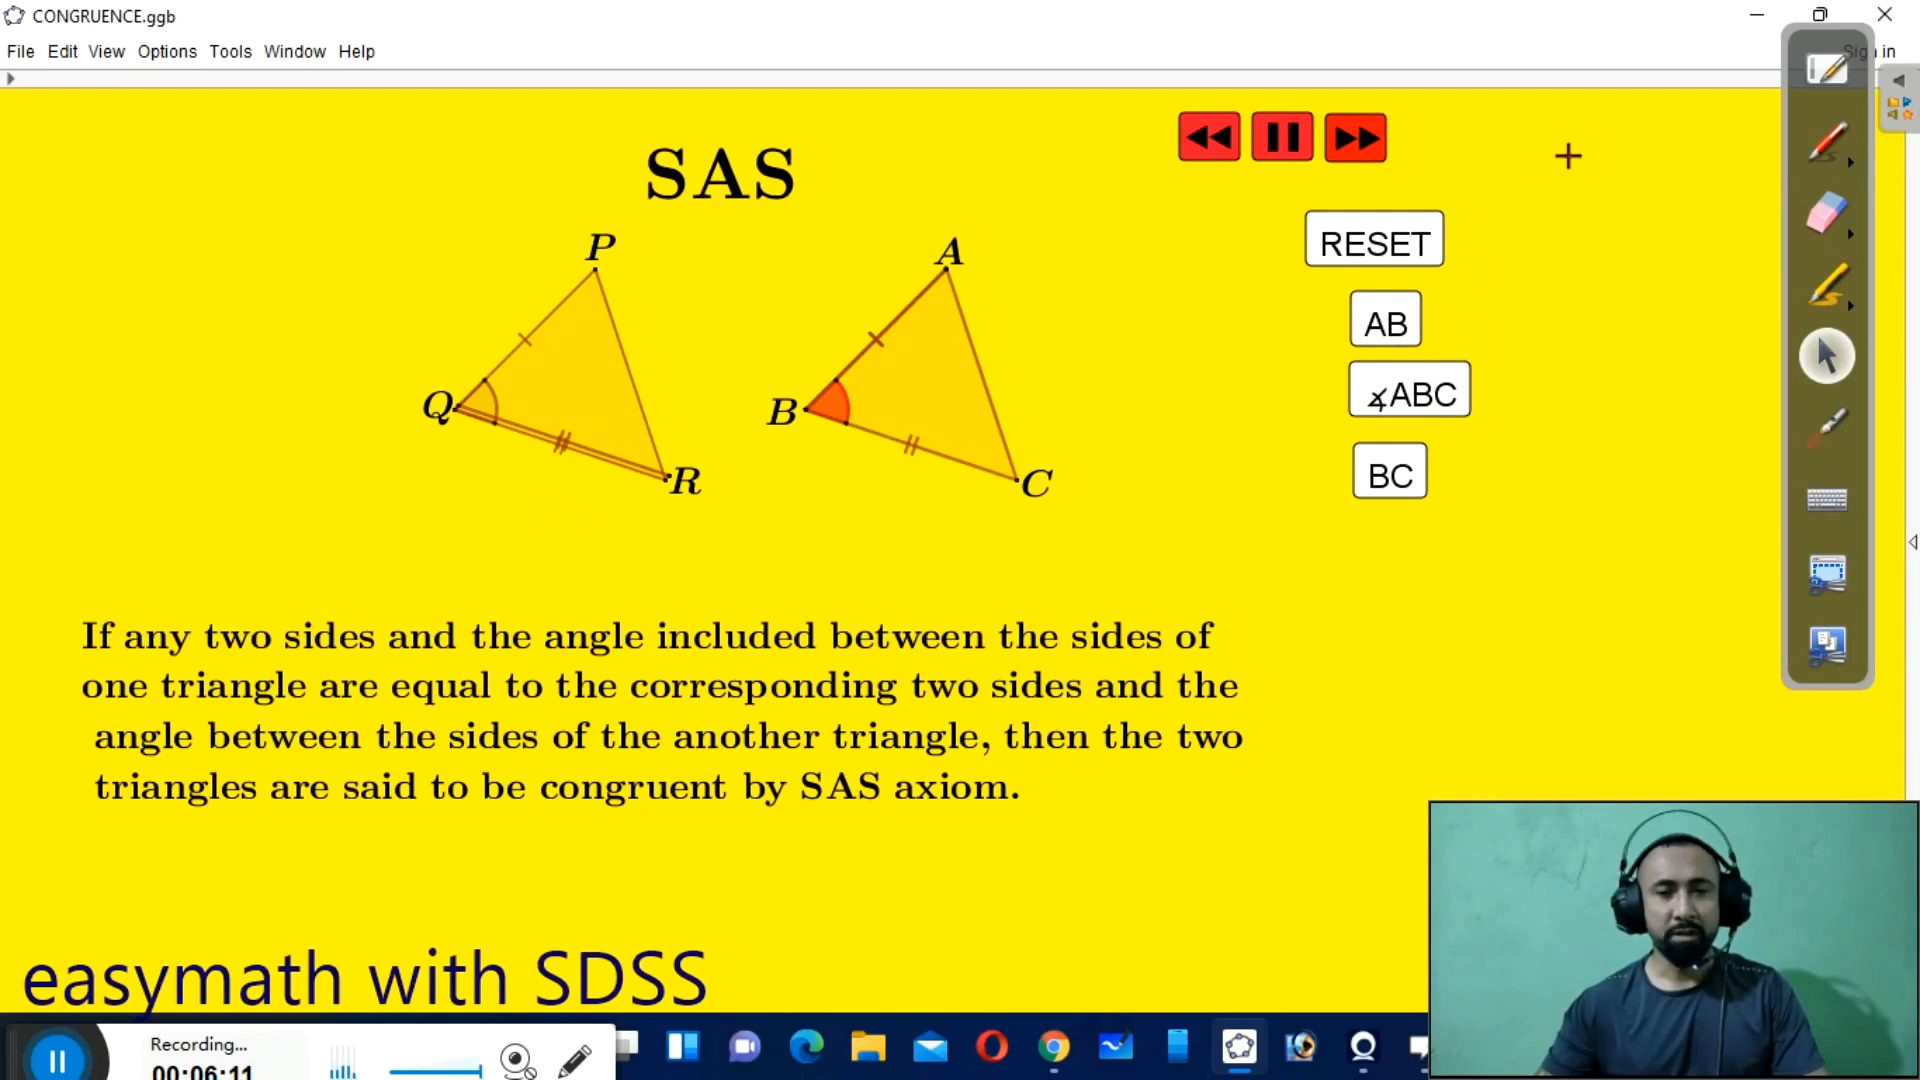 CONGRUENCE.ggb
File Edit View Options Tools Window Help
Sign in
SAS
RESET
AB
∡ABC
BC
P
A
Q
B
R
C
If any two sides and the angle included between the sides of
one triangle are equal to the corresponding two sides and the
angle between the sides of the another triangle, then the two
triangles are said to be congruent by SAS axiom.
easymath with SDSS
Recording...
00:06:11